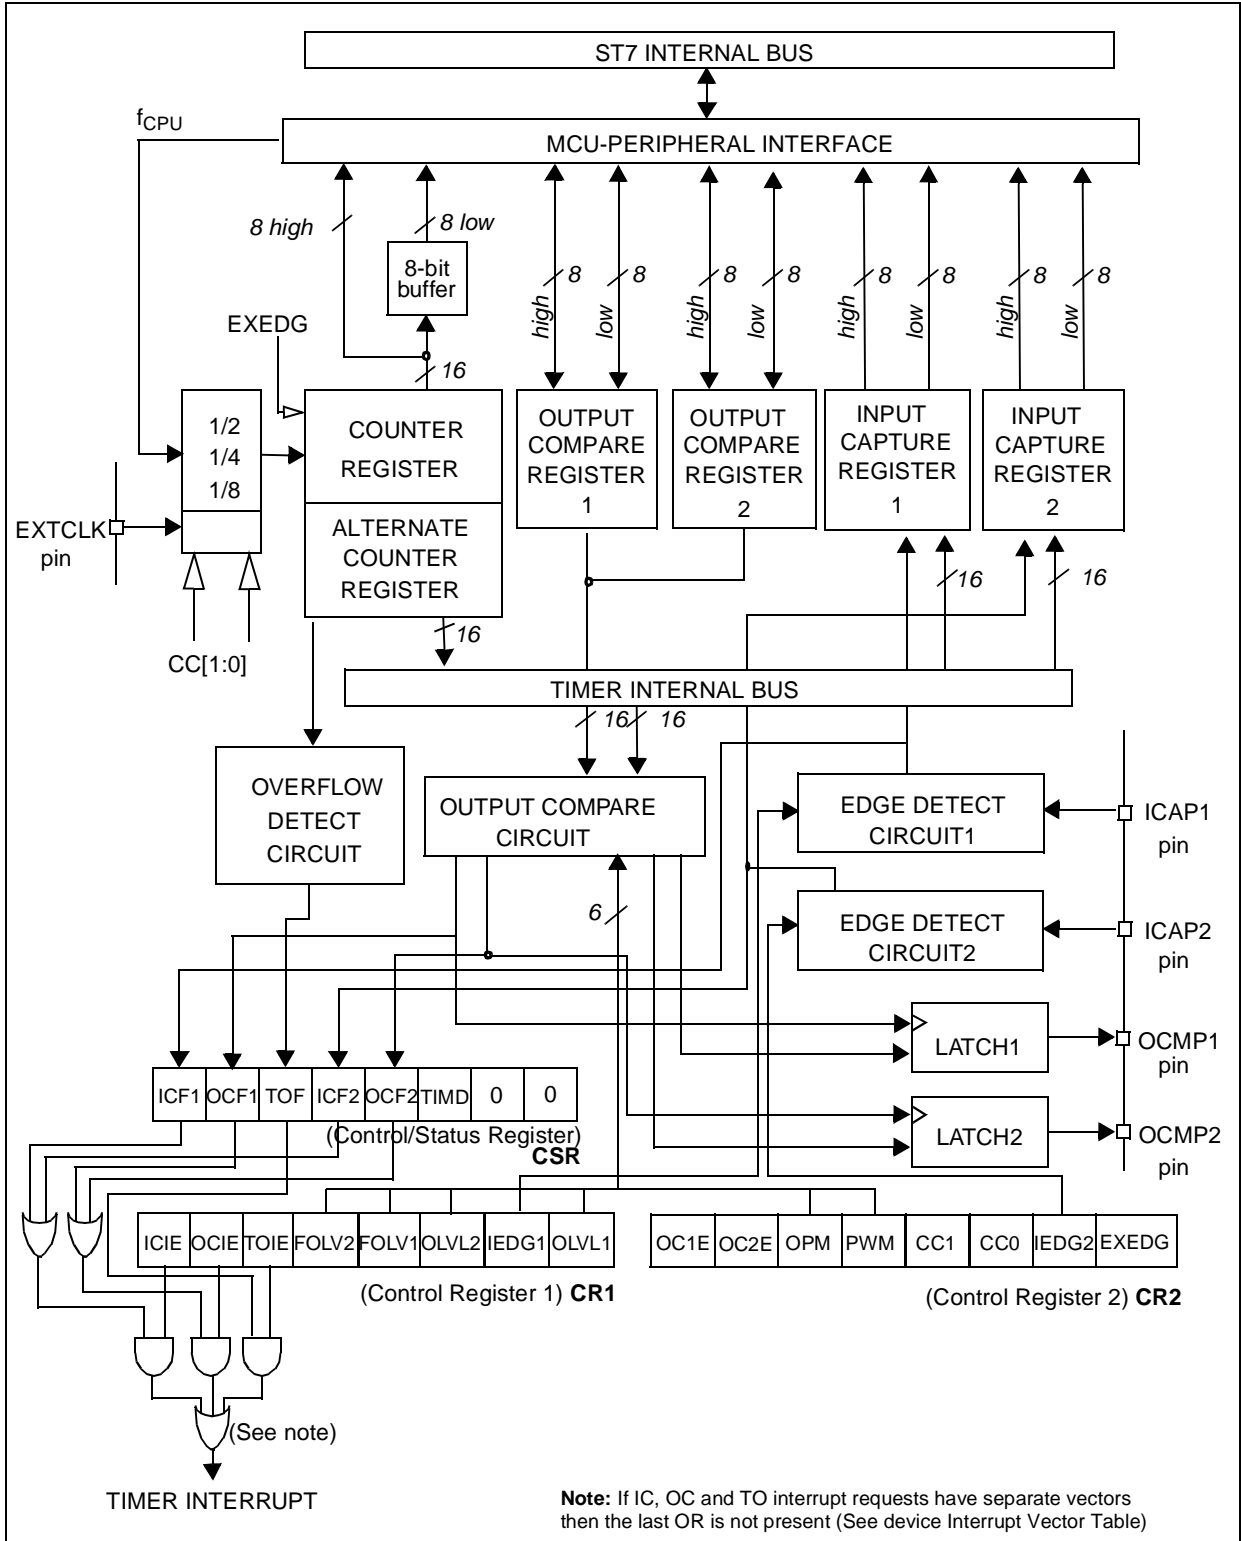 ST7 INTERNAL BUS
fCPU
MCU-PERIPHERAL INTERFACE
8 high
8 low
8-bit
buffer
high
8
low
8
high
8
low
8
high
8
low
8
high
8
low
8
EXEDG
16
1/2
1/4
1/8
COUNTER
REGISTER
ALTERNATE
COUNTER
REGISTER
OUTPUT
COMPARE
REGISTER
1
OUTPUT
COMPARE
REGISTER
2
INPUT
CAPTURE
REGISTER
1
INPUT
CAPTURE
REGISTER
2
EXTCLK
pin
CC[1:0]
16
16
16
TIMER INTERNAL BUS
16
16
OVERFLOW
DETECT
CIRCUIT
OUTPUT COMPARE
CIRCUIT
6
EDGE DETECT
CIRCUIT1
ICAP1
pin
EDGE DETECT
CIRCUIT2
ICAP2
pin
LATCH1
OCMP1
pin
LATCH2
OCMP2
pin
ICF1 OCF1 TOF ICF2 OCF2 TIMD 0 0
(Control/Status Register)
CSR
ICIE OCIE TOIE FOLV2 FOLV1 OLVL2 IEDG1 OLVL1
(Control Register 1) CR1
OC1E OC2E OPM PWM CC1 CC0 IEDG2 EXEDG
(Control Register 2) CR2
(See note)
TIMER INTERRUPT
Note: If IC, OC and TO interrupt requests have separate vectors
then the last OR is not present (See device Interrupt Vector Table)